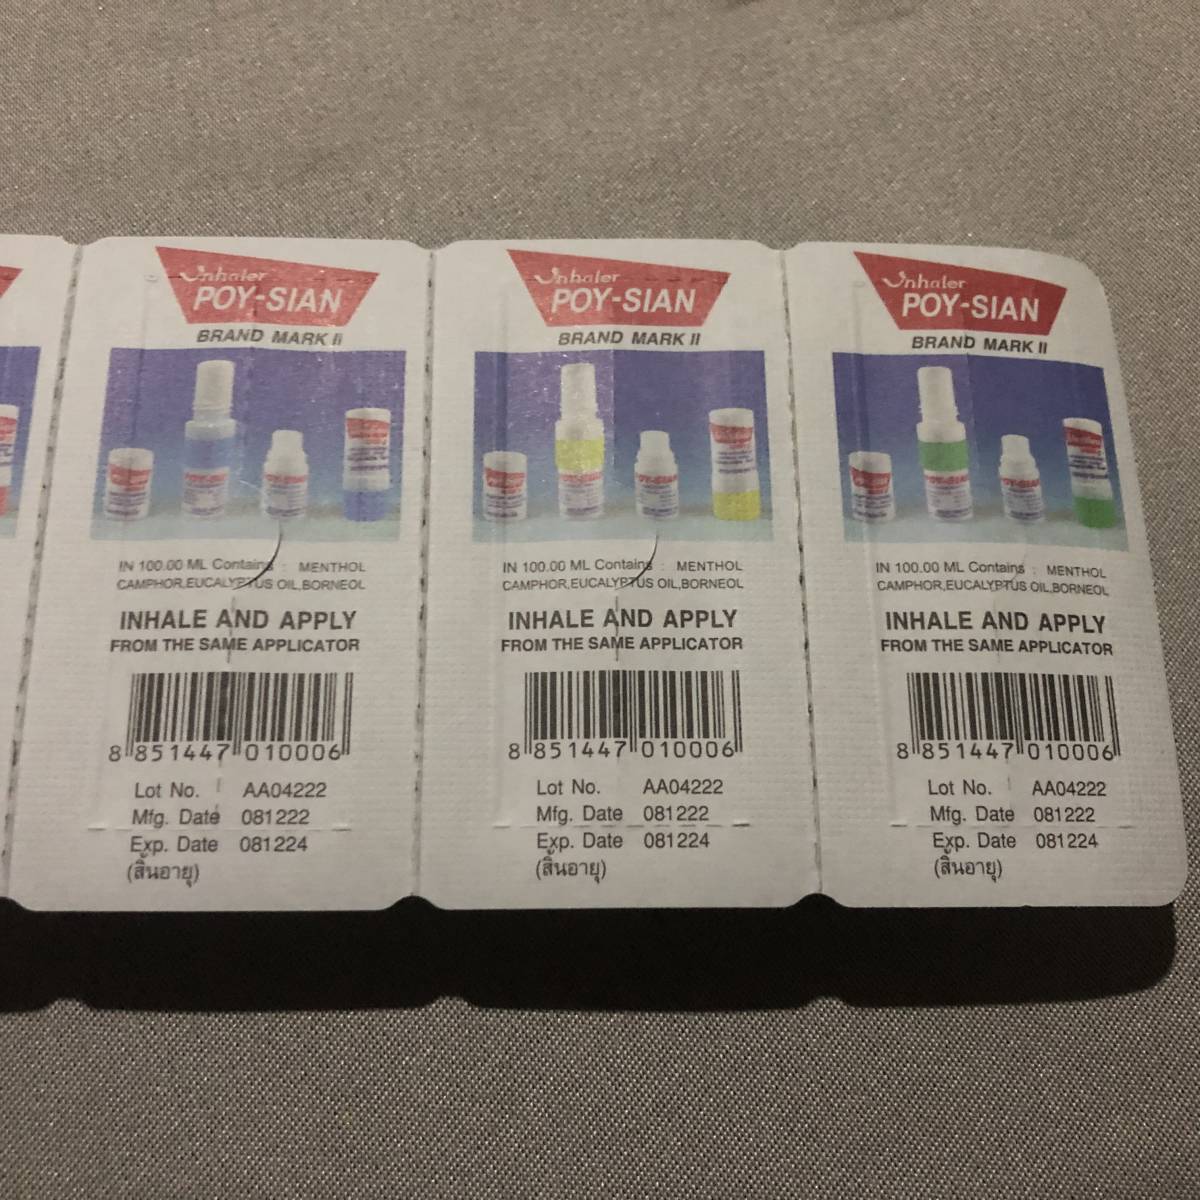 Inhaler
POY-SIAN
BRAND MARK II
IN 100.00 ML Contains : MENTHOL
CAMPHOR,EUCALYPTUS OIL,BORNEOL
INHALE AND APPLY
FROM THE SAME APPLICATOR
8 851447 010006
Lot No. AA04222
Mfg. Date 081222
Exp. Date 081224
(สิ้นอายุ)
Inhaler
POY-SIAN
BRAND MARK II
POY-SIAN
IN 100.00 ML Contains : MENTHOL
CAMPHOR,EUCALYPTUS OIL,BORNEOL
INHALE AND APPLY
FROM THE SAME APPLICATOR
8 851447 010006
Lot No. AA04222
Mfg. Date 081222
Exp. Date 081224
(สิ้นอายุ)
Inhaler
POY-SIAN
BRAND MARK II
POY-SIAN
IN 100.00 ML Contains : MENTHOL
CAMPHOR,EUCALYPTUS OIL,BORNEOL
INHALE AND APPLY
FROM THE SAME APPLICATOR
8 851447 010006
Lot No. AA04222
Mfg. Date 081222
Exp. Date 081224
(สิ้นอายุ)